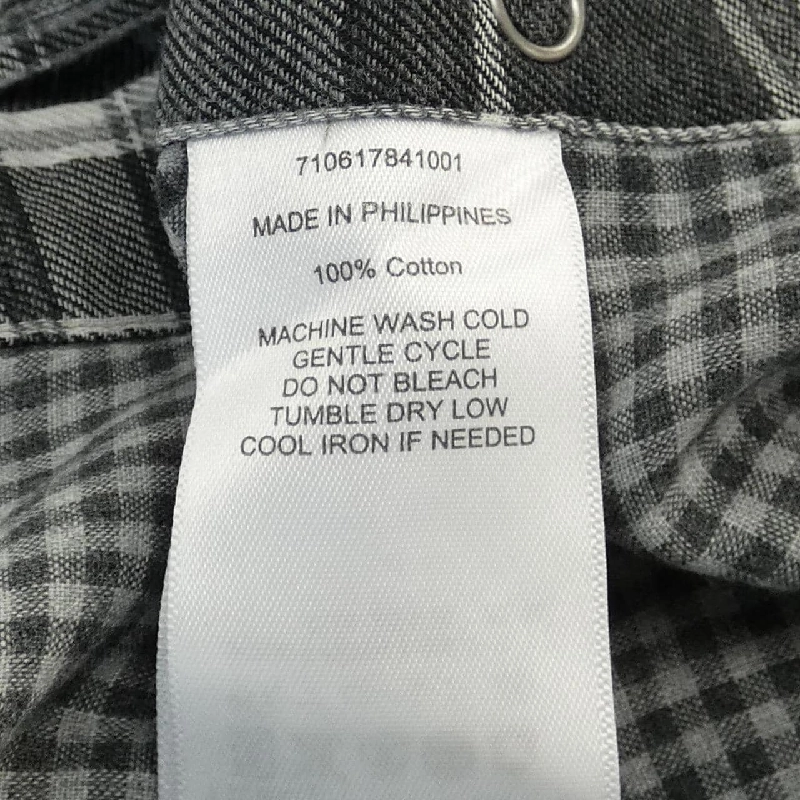 710617841001
MADE IN PHILIPPINES
100% Cotton
MACHINE WASH COLD
GENTLE CYCLE
DO NOT BLEACH
TUMBLE DRY LOW
COOL IRON IF NEEDED